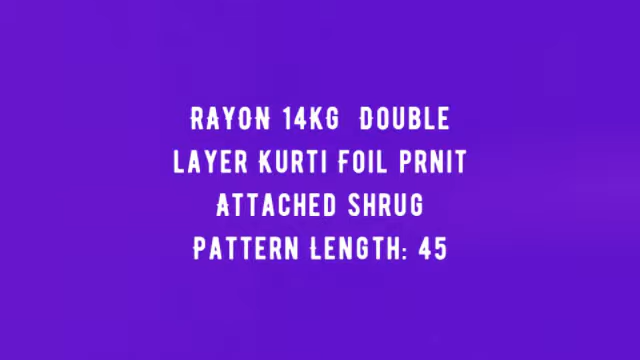 RAYON 14KG DOUBLE
LAYER KURTI FOIL PRNIT
ATTACHED SHRUG
PATTERN LENGTH: 45